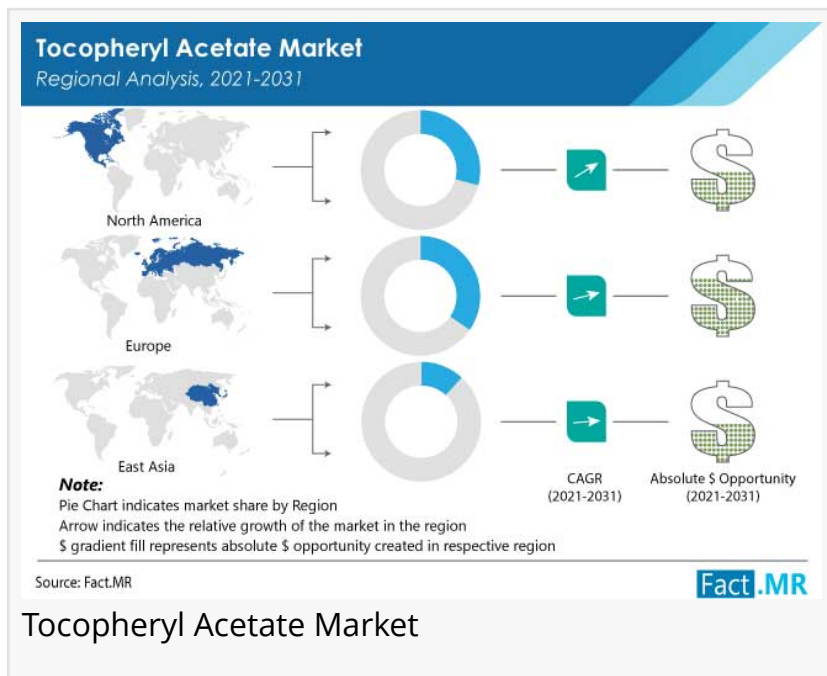 Tocopheryl Acetate Market
Regional Analysis, 2021-2031
North America
Europe
East Asia
CAGR
(2021-2031)
Absolute $ Opportunity
(2021-2031)
Note:
Pie Chart indicates market share by Region
Arrow indicates the relative growth of the market in the region
$ gradient fill represents absolute $ opportunity created in respective region
Source: Fact.MR
Fact.MR
Tocopheryl Acetate Market